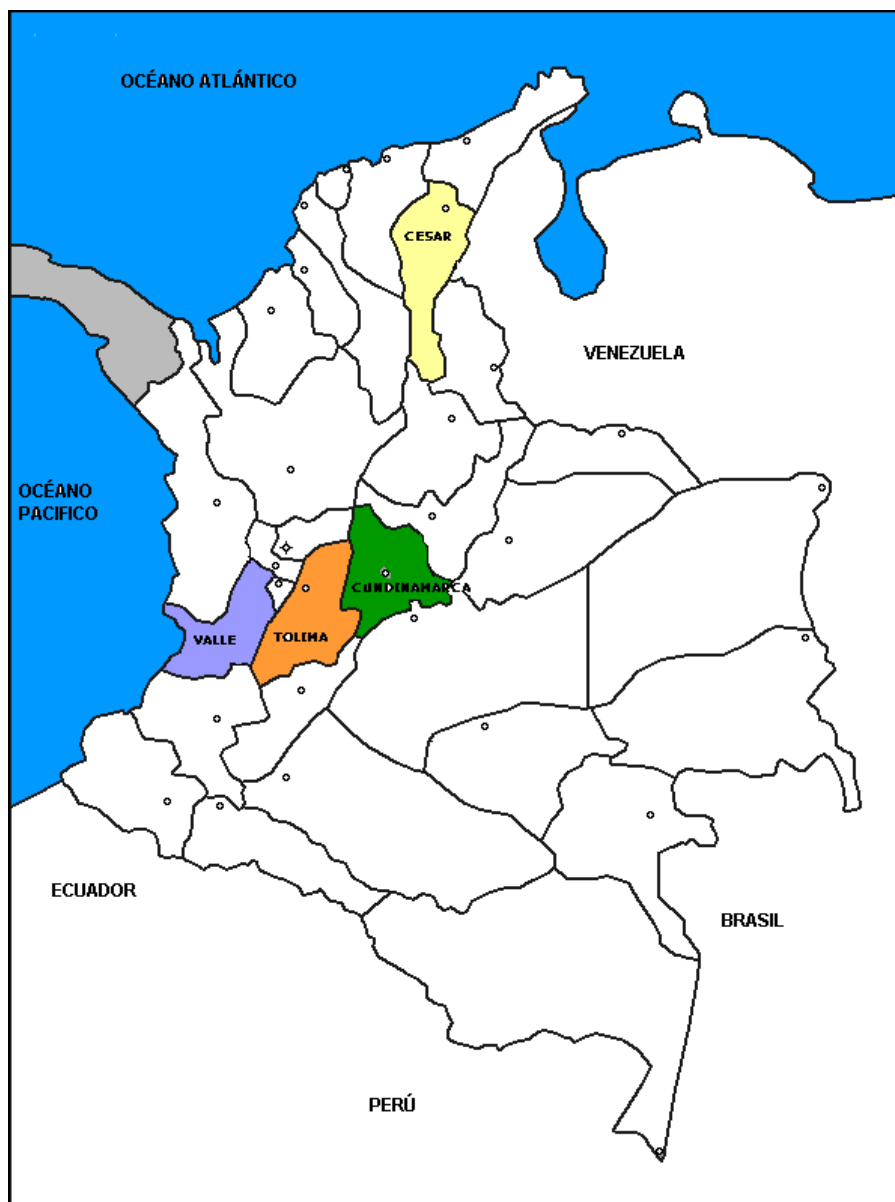 OCÉANO ATLÁNTICO
CESAR
VENEZUELA
OCÉANO
PACIFICO
CUNDINAMARCA
VALLE
TOLIMA
ECUADOR
BRASIL
PERÚ